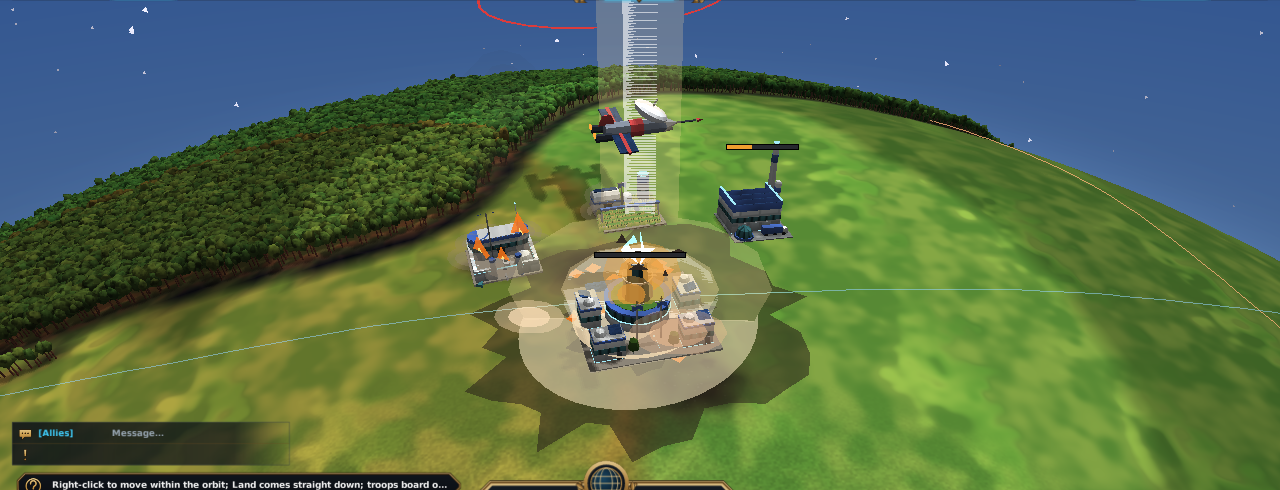 [Allies] Message...
!
Right-click to move within the orbit; Land comes straight down; troops board o...